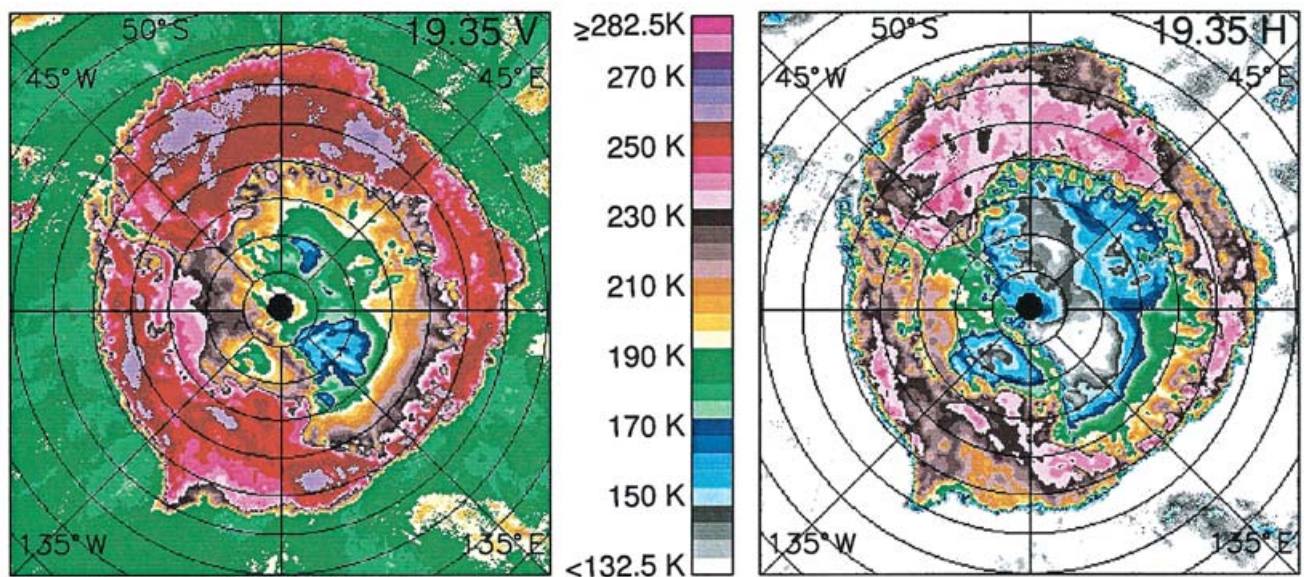 50°S
19.35 V
45°W
45°E
135°W
135°E
≥282.5K
270 K
250 K
230 K
210 K
190 K
170 K
150 K
<132.5 K
50°S
19.35 H
45°W
45°E
135°W
135°E